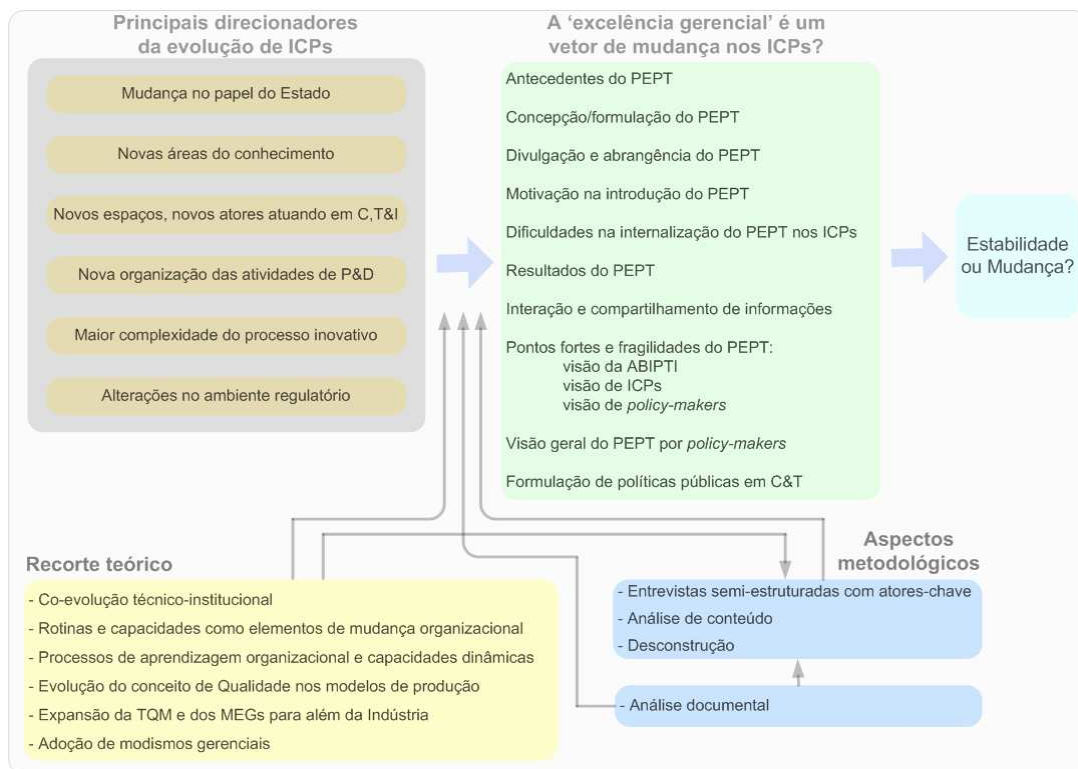 Principais direcionadores
da evolução de ICPs
Mudança no papel do Estado
Novas áreas do conhecimento
Novos espaços, novos atores atuando em C,T&I
Nova organização das atividades de P&D
Maior complexidade do processo inovativo
Alterações no ambiente regulatório
A ‘excelência gerencial’ é um
vetor de mudança nos ICPs?
Antecedentes do PEPT
Concepção/formulação do PEPT
Divulgação e abrangência do PEPT
Motivação na introdução do PEPT
Dificuldades na internalização do PEPT nos ICPs
Resultados do PEPT
Interação e compartilhamento de informações
Pontos fortes e fragilidades do PEPT:
visão da ABIPTI
visão de ICPs
visão de policy-makers
Visão geral do PEPT por policy-makers
Formulação de políticas públicas em C&T
Estabilidade
ou Mudança?
Recorte teórico
- Co-evolução técnico-institucional
- Rotinas e capacidades como elementos de mudança organizacional
- Processos de aprendizagem organizacional e capacidades dinâmicas
- Evolução do conceito de Qualidade nos modelos de produção
- Expansão da TQM e dos MEGs para além da Indústria
- Adoção de modismos gerenciais
Aspectos
metodológicos
- Entrevistas semi-estruturadas com atores-chave
- Análise de conteúdo
- Desconstrução
- Análise documental